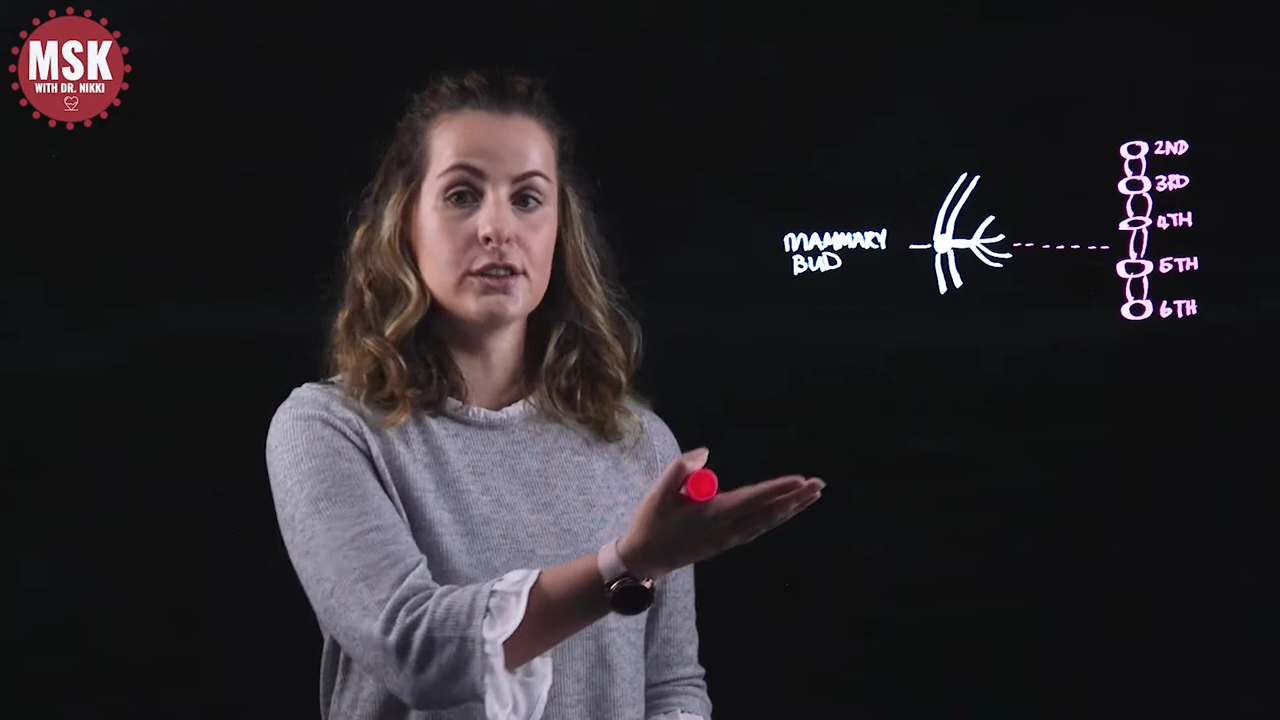 MSK
WITH DR. NIKKI
MAMMARY
BUD
2ND
3RD
4TH
5TH
6TH